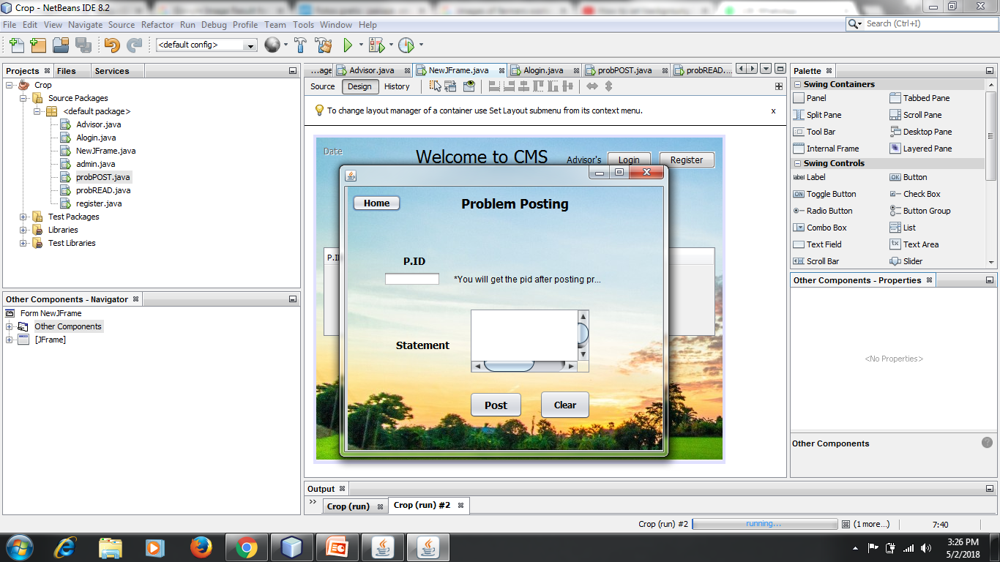 Crop - NetBeans IDE 8.2
File Edit View Navigate Source Refactor Run Debug Profile Team Tools Window Help
Search (Ctrl+I)
<default config>
Projects Files Services
Crop
Source Packages
<default package>
Advisor.java
Alogin.java
NewJFrame.java
admin.java
probPOST.java
probREAD.java
register.java
Test Packages
Libraries
Test Libraries
Other Components - Navigator
Form NewJFrame
Other Components
[JFrame]
...age Advisor.java NewJFrame.java Alogin.java probPOST.java probREAD....
Source Design History
To change layout manager of a container use Set Layout submenu from its context menu. x
Date
Welcome to CMS
Advisor's Login Register
P.ID
Home
Problem Posting
P.ID
*You will get the pid after posting pr...
Statement
Post Clear
Output
Crop (run) Crop (run) #2
Palette
Swing Containers
Panel Tabbed Pane
Split Pane Scroll Pane
Tool Bar Desktop Pane
Internal Frame Layered Pane
Swing Controls
Label Button
Toggle Button Check Box
Radio Button Button Group
Combo Box List
Text Field Text Area
Scroll Bar Slider
Other Components - Properties
<No Properties>
Other Components
Crop (run) #2 running... (1 more...) 7:40
3:26 PM
5/2/2018